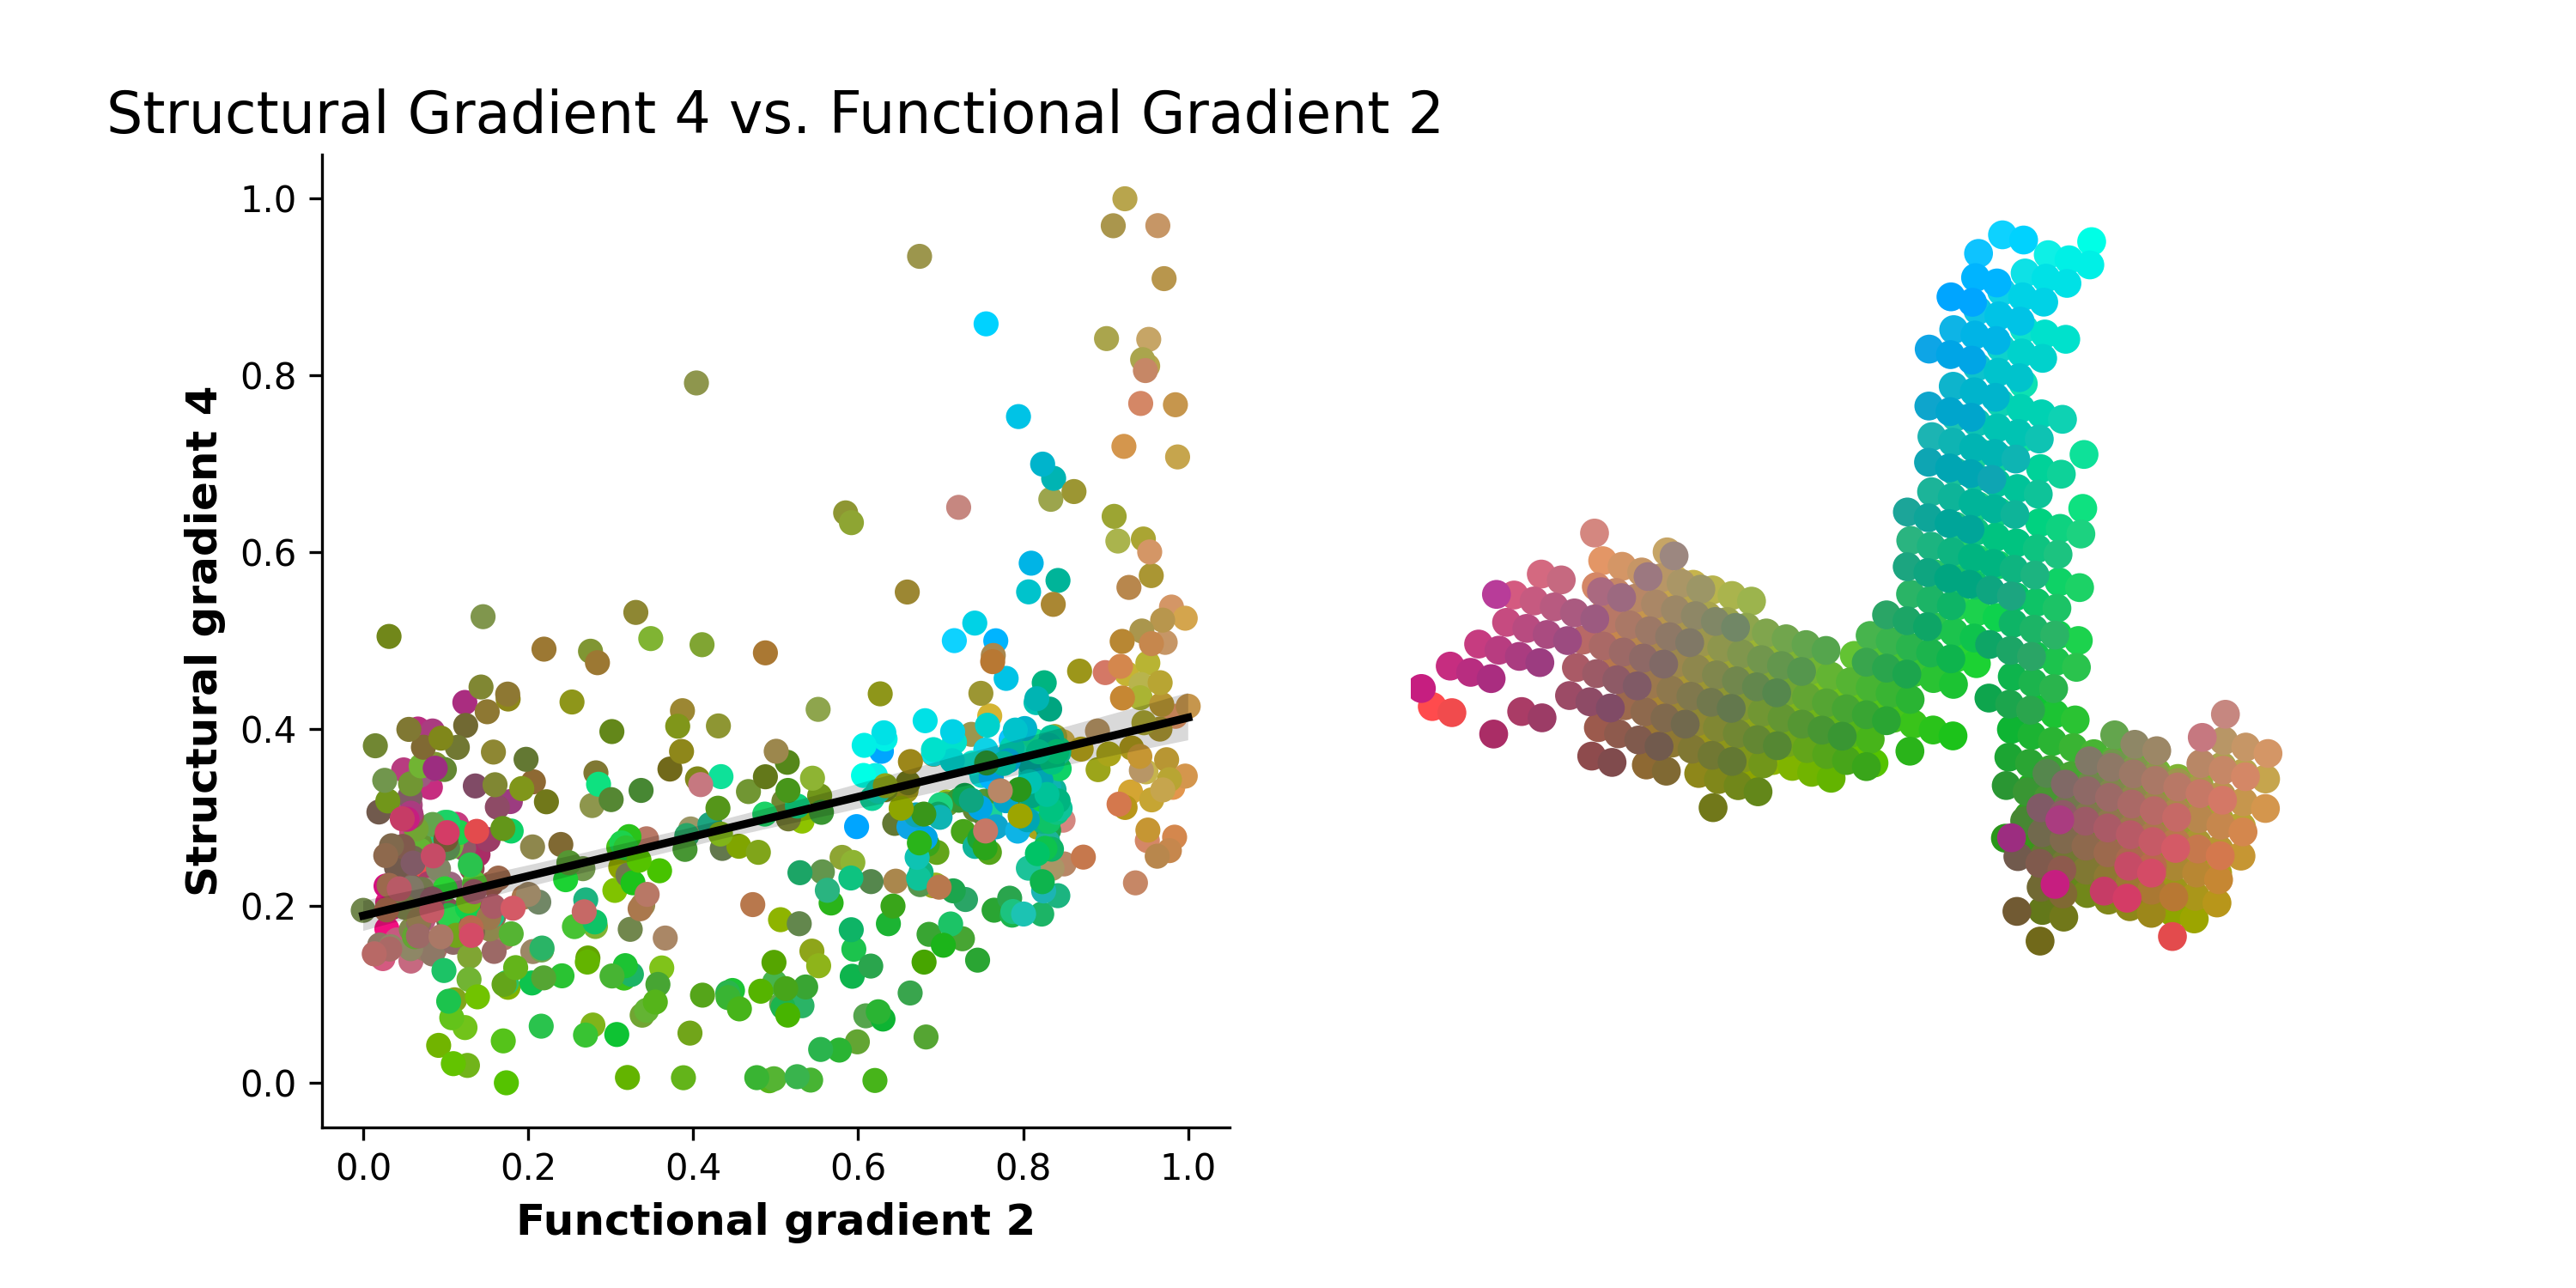 Structural Gradient 4 vs. Functional Gradient 2
Structural gradient 4
1.0
0.8
0.6
0.4
0.2
0.0
0.0 0.2 0.4 0.6 0.8 1.0
Functional gradient 2